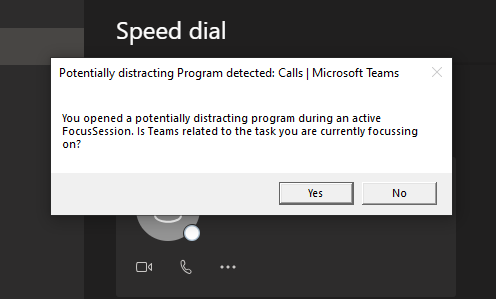 Speed dial
Potentially distracting Program detected: Calls | Microsoft Teams
You opened a potentially distracting program during an active
FocusSession. Is Teams related to the task you are currently focussing
on?
Yes No